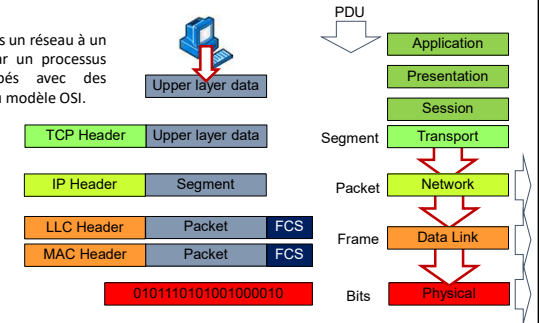 s un réseau à un
ar un processus
pés avec des
u modèle OSI.
Upper layer data
TCP Header Upper layer data
IP Header Segment
LLC Header Packet FCS
MAC Header Packet FCS
0101110101001000010
PDU
Application
Presentation
Session
Segment Transport
Packet Network
Frame Data Link
Bits Physical